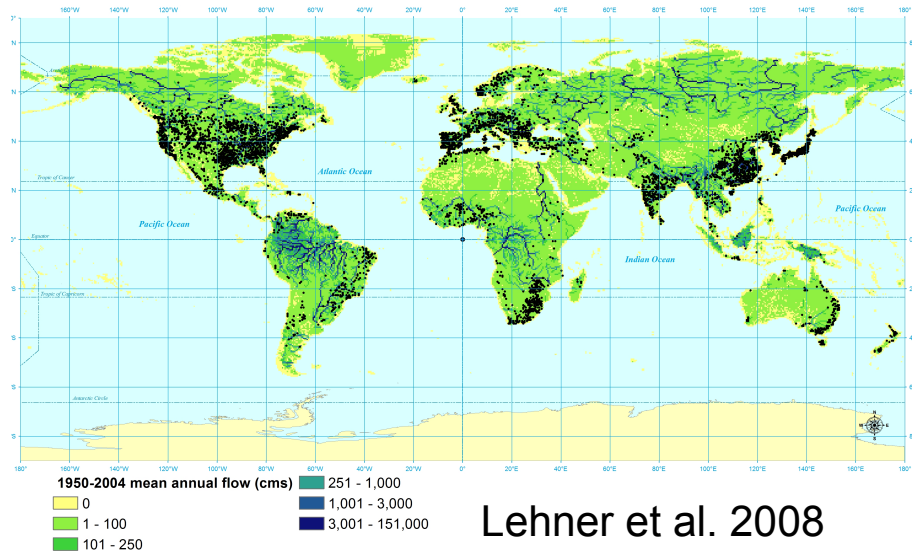 160°W 140°W 120°W 100°W 80°W 60°W 40°W 20°W 0° 20°E 40°E 60°E 80°E 100°E 120°E 140°E 160°E 180°
Arctic Circle
Tropic of Cancer
Atlantic Ocean
Pacific Ocean
Pacific Ocean
Equator
Indian Ocean
Tropic of Capricorn
Antarctic Circle
N
W E
S
180° 160°W 140°W 120°W 100°W 80°W 60°W 40°W 20°W 0° 20°E 40°E 60°E 80°E 100°E 120°E 140°E 160°E 180°
1950-2004 mean annual flow (cms)
0
1 - 100
101 - 250
251 - 1,000
1,001 - 3,000
3,001 - 151,000
Lehner et al. 2008